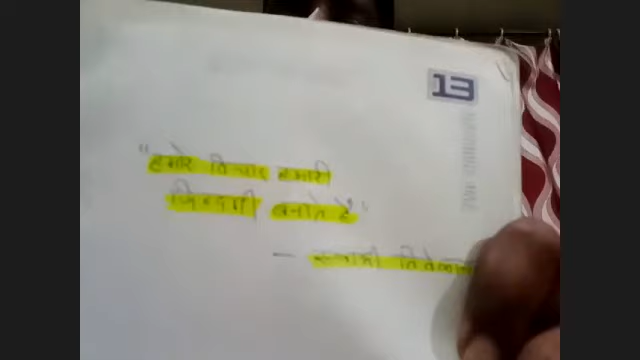 13
"हमारे विचार हमारी
जिन्दगी बनाते है"
- स्वामी